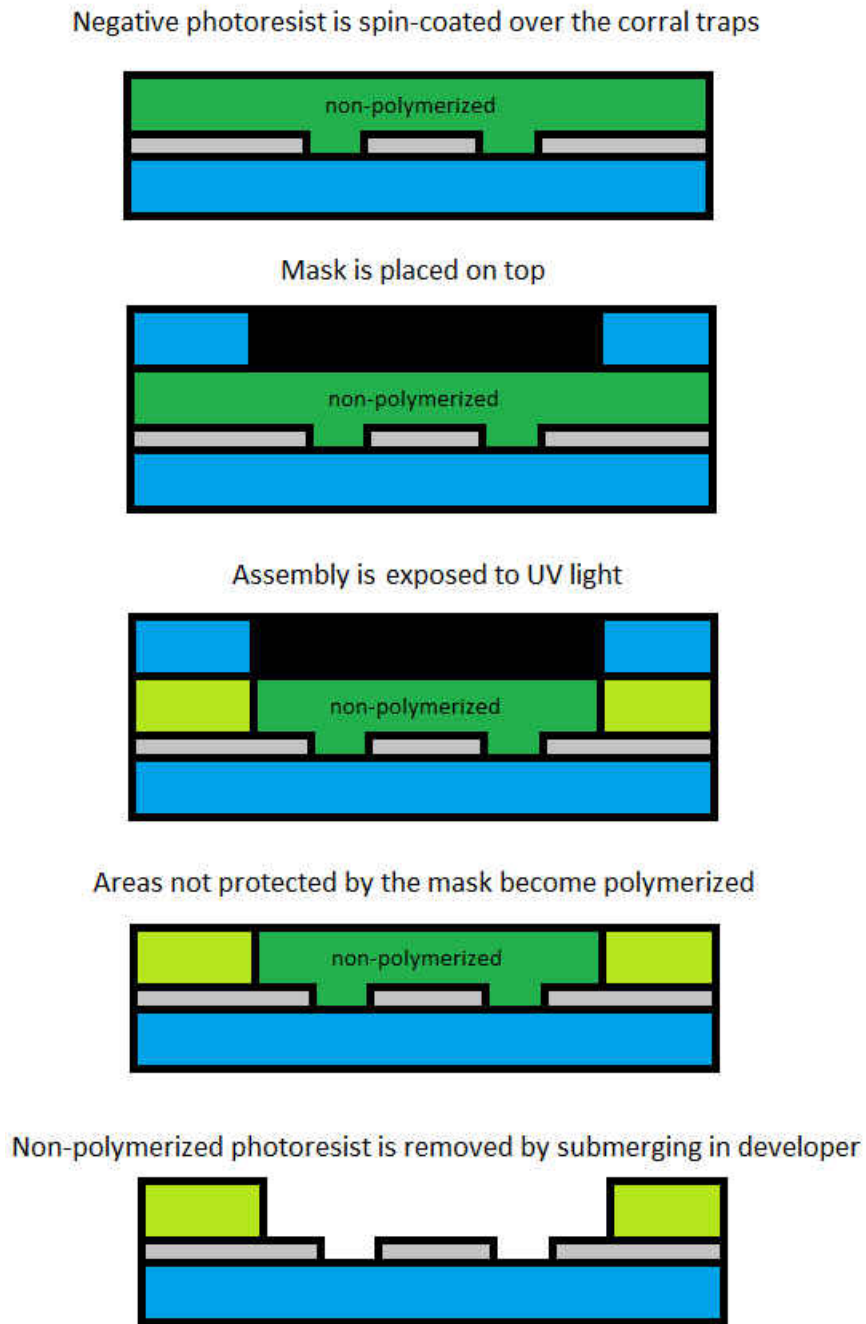 Negative photoresist is spin-coated over the corral traps
non-polymerized
Mask is placed on top
non-polymerized
Assembly is exposed to UV light
non-polymerized
Areas not protected by the mask become polymerized
non-polymerized
Non-polymerized photoresist is removed by submerging in developer